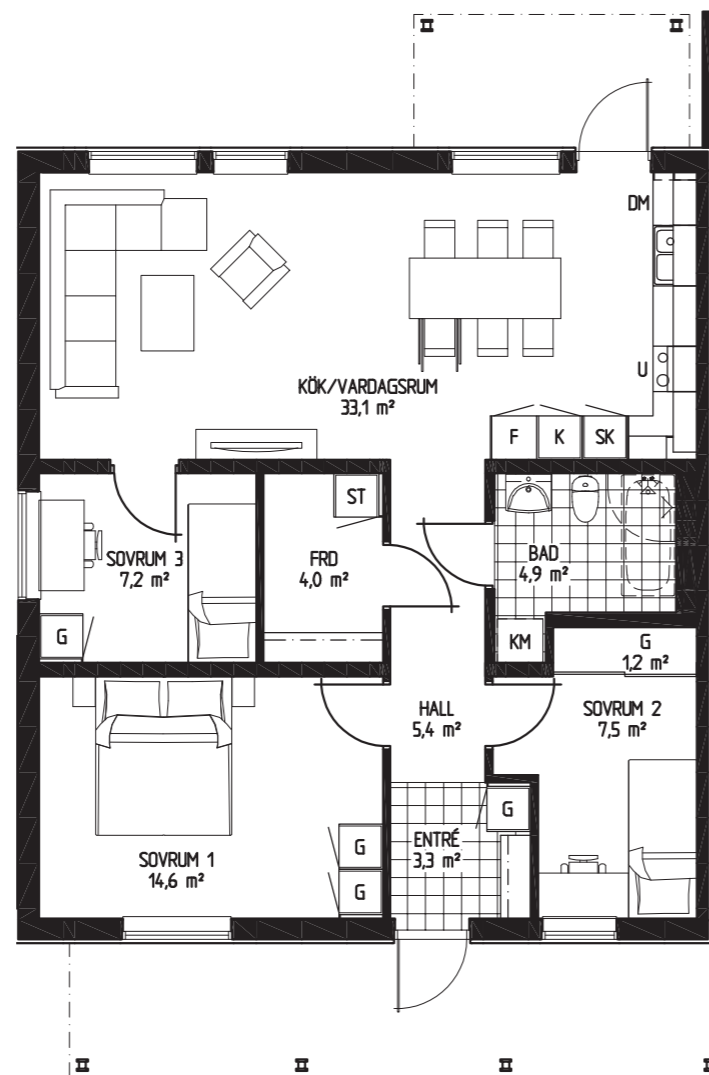 DM
U
KÖK/VARDAGSRUM
33,1 m²
F
K
SK
ST
SOVRUM 3
7,2 m²
FRD
4,0 m²
BAD
4,9 m²
G
KM
G
1,2 m²
HALL
5,4 m²
SOVRUM 2
7,5 m²
G
ENTRÉ
3,3 m²
SOVRUM 1
14,6 m²
G
G